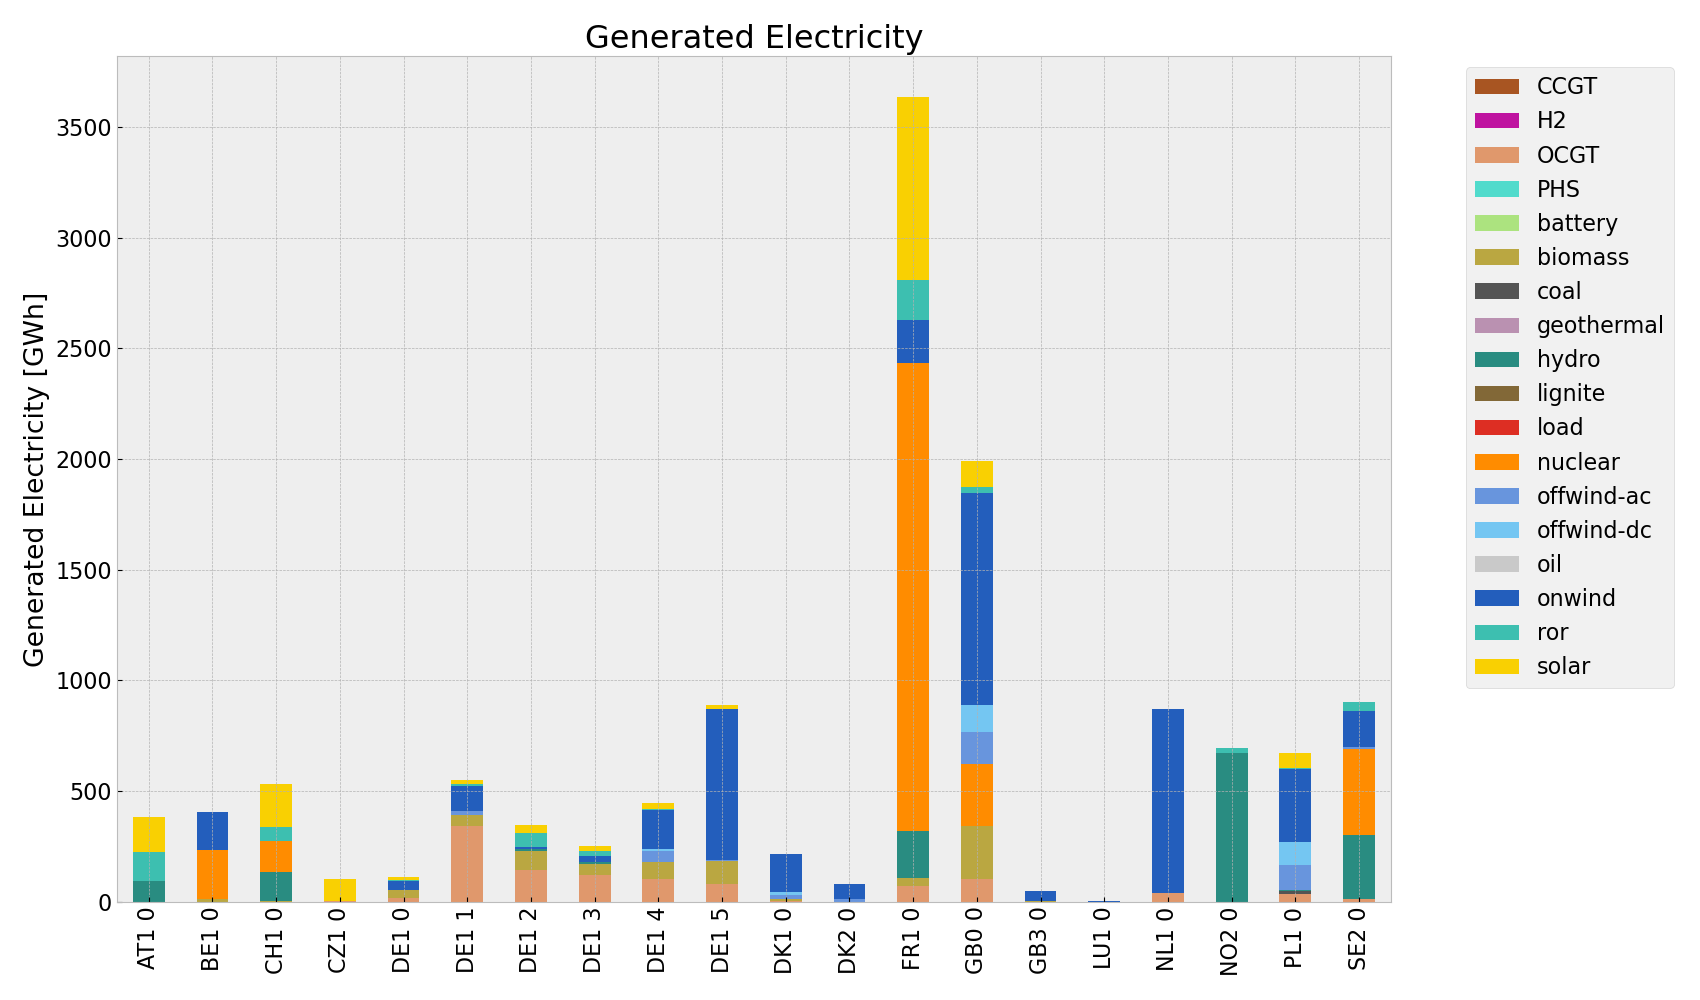 Generated Electricity
Generated Electricity [GWh]
3500
3000
2500
2000
1500
1000
500
0
AT1 0
BE1 0
CH1 0
CZ1 0
DE1 0
DE1 1
DE1 2
DE1 3
DE1 4
DE1 5
DK1 0
DK2 0
FR1 0
GB0 0
GB3 0
LU1 0
NL1 0
NO2 0
PL1 0
SE2 0
CCGT
H2
OCGT
PHS
battery
biomass
coal
geothermal
hydro
lignite
load
nuclear
offwind-ac
offwind-dc
oil
onwind
ror
solar